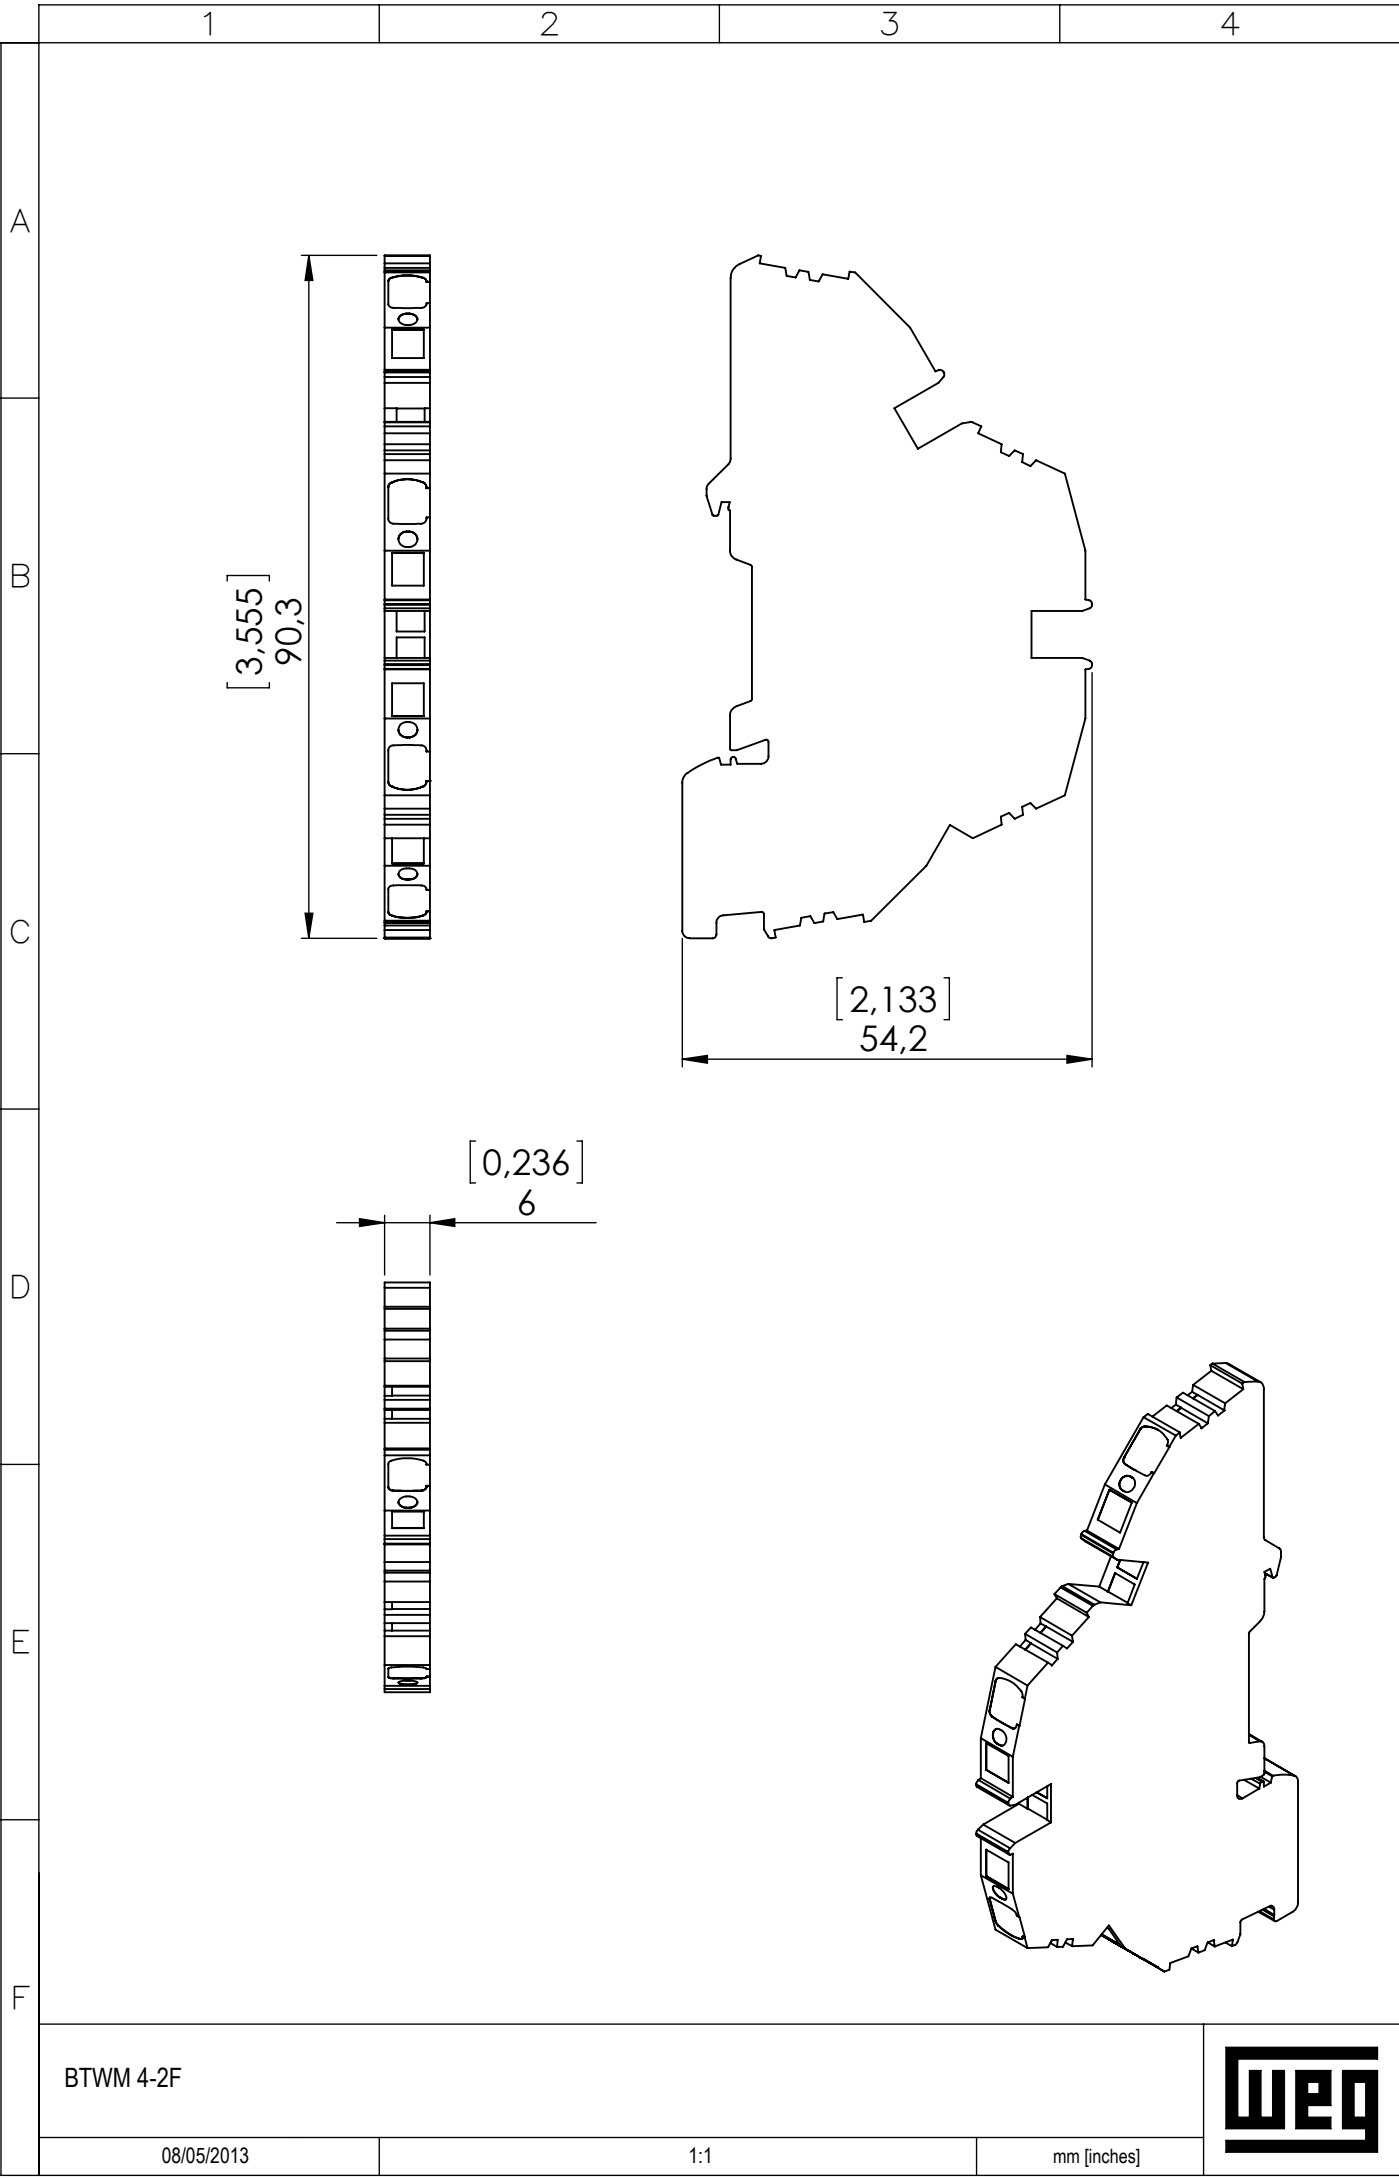 1 2 3 4
A
B
C
D
E
F
[3,555]
90,3
[2,133]
54,2
[0,236]
6
BTWM 4-2F
08/05/2013 1:1 mm [inches]
weg